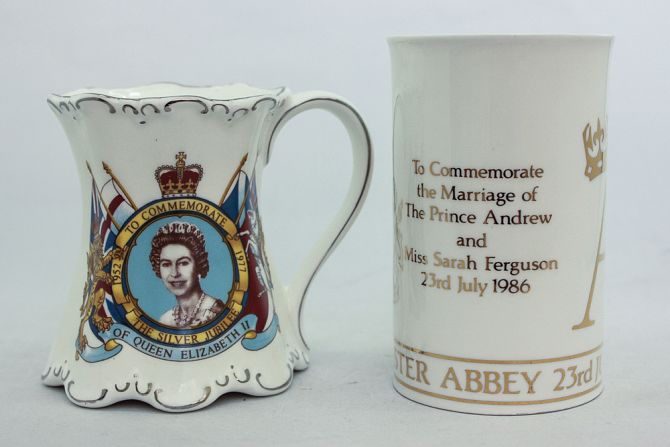 TO COMMEMORATE
1952
1977
THE SILVER JUBILEE
OF QUEEN ELIZABETH II
To Commemorate
the Marriage of
The Prince Andrew
and
Miss Sarah Ferguson
23rd July 1986
STER ABBEY 23rd J